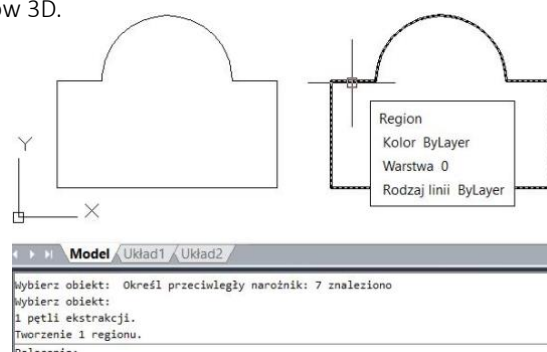 ów 3D.
Y
X
Region
Kolor ByLayer
Warstwa 0
Rodzaj linii ByLayer
Model Układ1 Układ2
Wybierz obiekt: Określ przeciwległy narożnik: 7 znaleziono
Wybierz obiekt:
1 pętli ekstrakcji.
Tworzenie 1 regionu.
Polecenie: